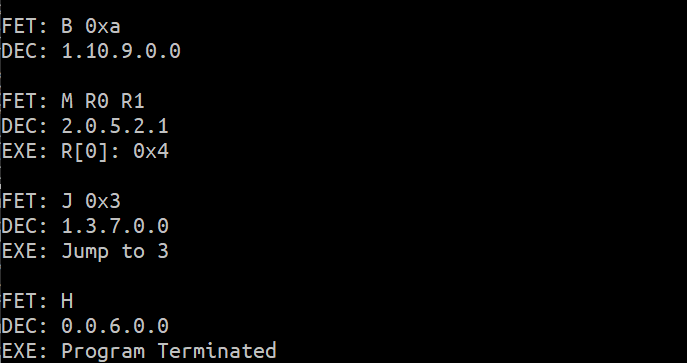 FET: B 0xa
DEC: 1.10.9.0.0
FET: M R0 R1
DEC: 2.0.5.2.1
EXE: R[0]: 0x4
FET: J 0x3
DEC: 1.3.7.0.0
EXE: Jump to 3
FET: H
DEC: 0.0.6.0.0
EXE: Program Terminated